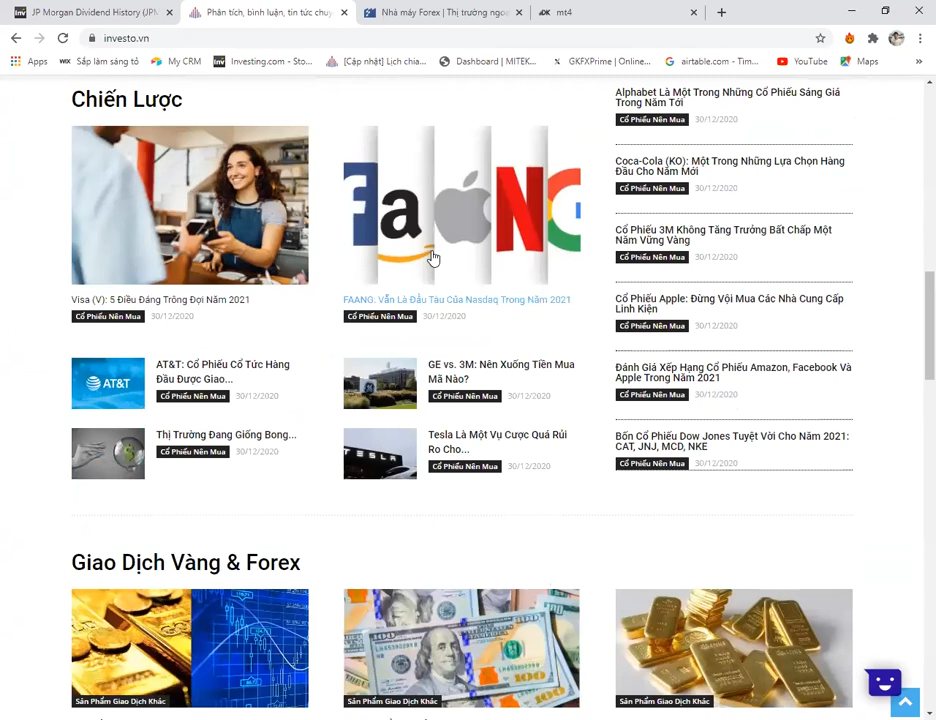 JP Morgan Dividend History (JPM
Phân tích, bình luận, tin tức chuy
Nhà máy Forex | Thị trường ngoạ
mt4
investo.vn
Apps
WIX
Sắp làm sáng tỏ
My CRM
Inv
Investing.com - Sto...
[Cập nhật] Lịch chia...
Dashboard | MITEK...
GKFXPrime | Online...
airtable.com - Tim...
YouTube
Maps
»
Chiến Lược
Visa (V): 5 Điều Đáng Trông Đợi Năm 2021
Cổ Phiếu Nên Mua 30/12/2020
FAANG: Vẫn Là Đầu Tàu Của Nasdaq Trong Năm 2021
Cổ Phiếu Nên Mua 30/12/2020
AT&T
AT&T: Cổ Phiếu Cổ Tức Hàng
Đầu Được Giao...
Cổ Phiếu Nên Mua 30/12/2020
GE vs. 3M: Nên Xuống Tiền Mua
Mã Nào?
Cổ Phiếu Nên Mua 30/12/2020
Thị Trường Đang Giống Bong...
Cổ Phiếu Nên Mua 30/12/2020
TESLA
Tesla Là Một Vụ Cược Quá Rủi
Ro Cho...
Cổ Phiếu Nên Mua 30/12/2020
Alphabet Là Một Trong Những Cổ Phiếu Sáng Giá
Trong Năm Tới
Cổ Phiếu Nên Mua 30/12/2020
Coca-Cola (KO): Một Trong Những Lựa Chọn Hàng
Đầu Cho Năm Mới
Cổ Phiếu Nên Mua 30/12/2020
Cổ Phiếu 3M Không Tăng Trưởng Bất Chấp Một
Năm Vững Vàng
Cổ Phiếu Nên Mua 30/12/2020
Cổ Phiếu Apple: Đừng Vội Mua Các Nhà Cung Cấp
Linh Kiện
Cổ Phiếu Nên Mua 30/12/2020
Đánh Giá Xếp Hạng Cổ Phiếu Amazon, Facebook Và
Apple Trong Năm 2021
Cổ Phiếu Nên Mua 30/12/2020
Bốn Cổ Phiếu Dow Jones Tuyệt Vời Cho Năm 2021:
CAT, JNJ, MCD, NKE
Cổ Phiếu Nên Mua 30/12/2020
Giao Dịch Vàng & Forex
Sản Phẩm Giao Dịch Khác
Sản Phẩm Giao Dịch Khác
Sản Phẩm Giao Dịch Khác